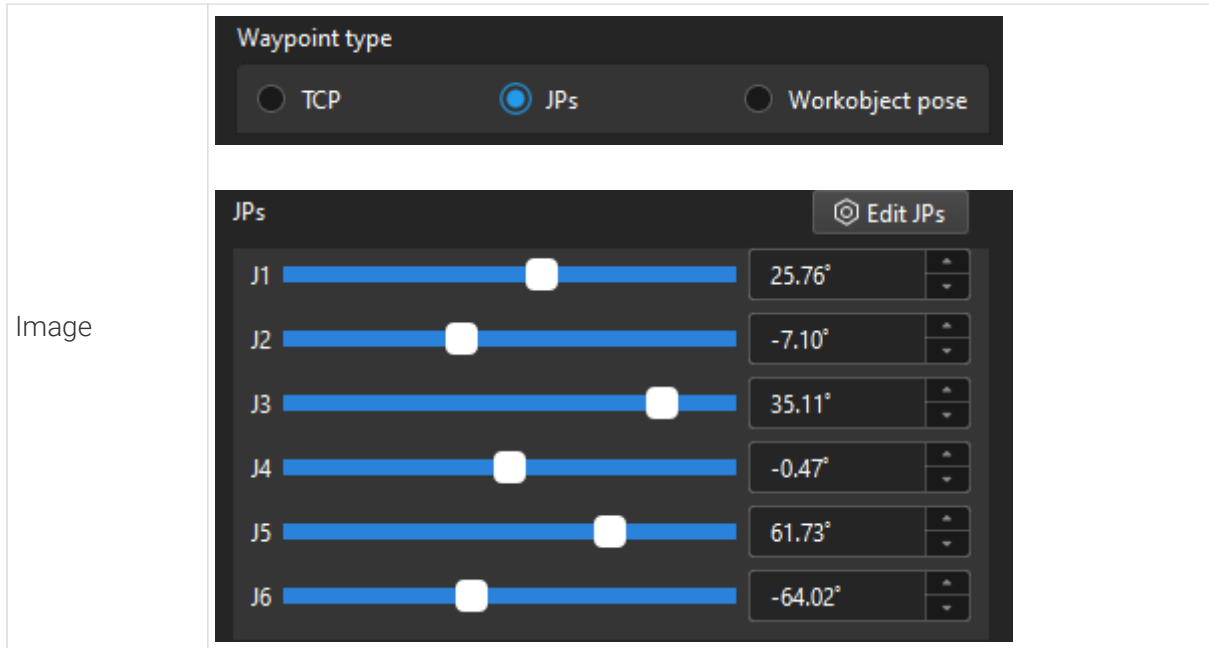 Waypoint type
TCP JPs Workobject pose
JPs Edit JPs
J1 25.76°
J2 -7.10°
Image
J3 35.11°
J4 -0.47°
J5 61.73°
J6 -64.02°